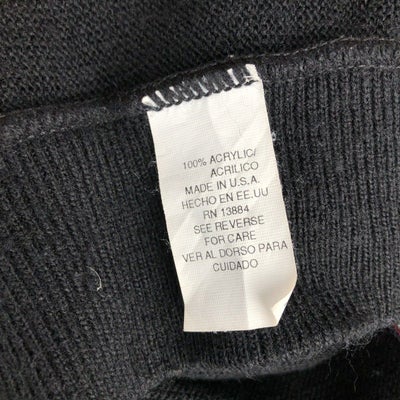 100% ACRYLIC/
ACRILICO
MADE IN U.S.A.
HECHO EN EE.UU
RN 13884
SEE REVERSE
FOR CARE
VER AL DORSO PARA
CUIDADO